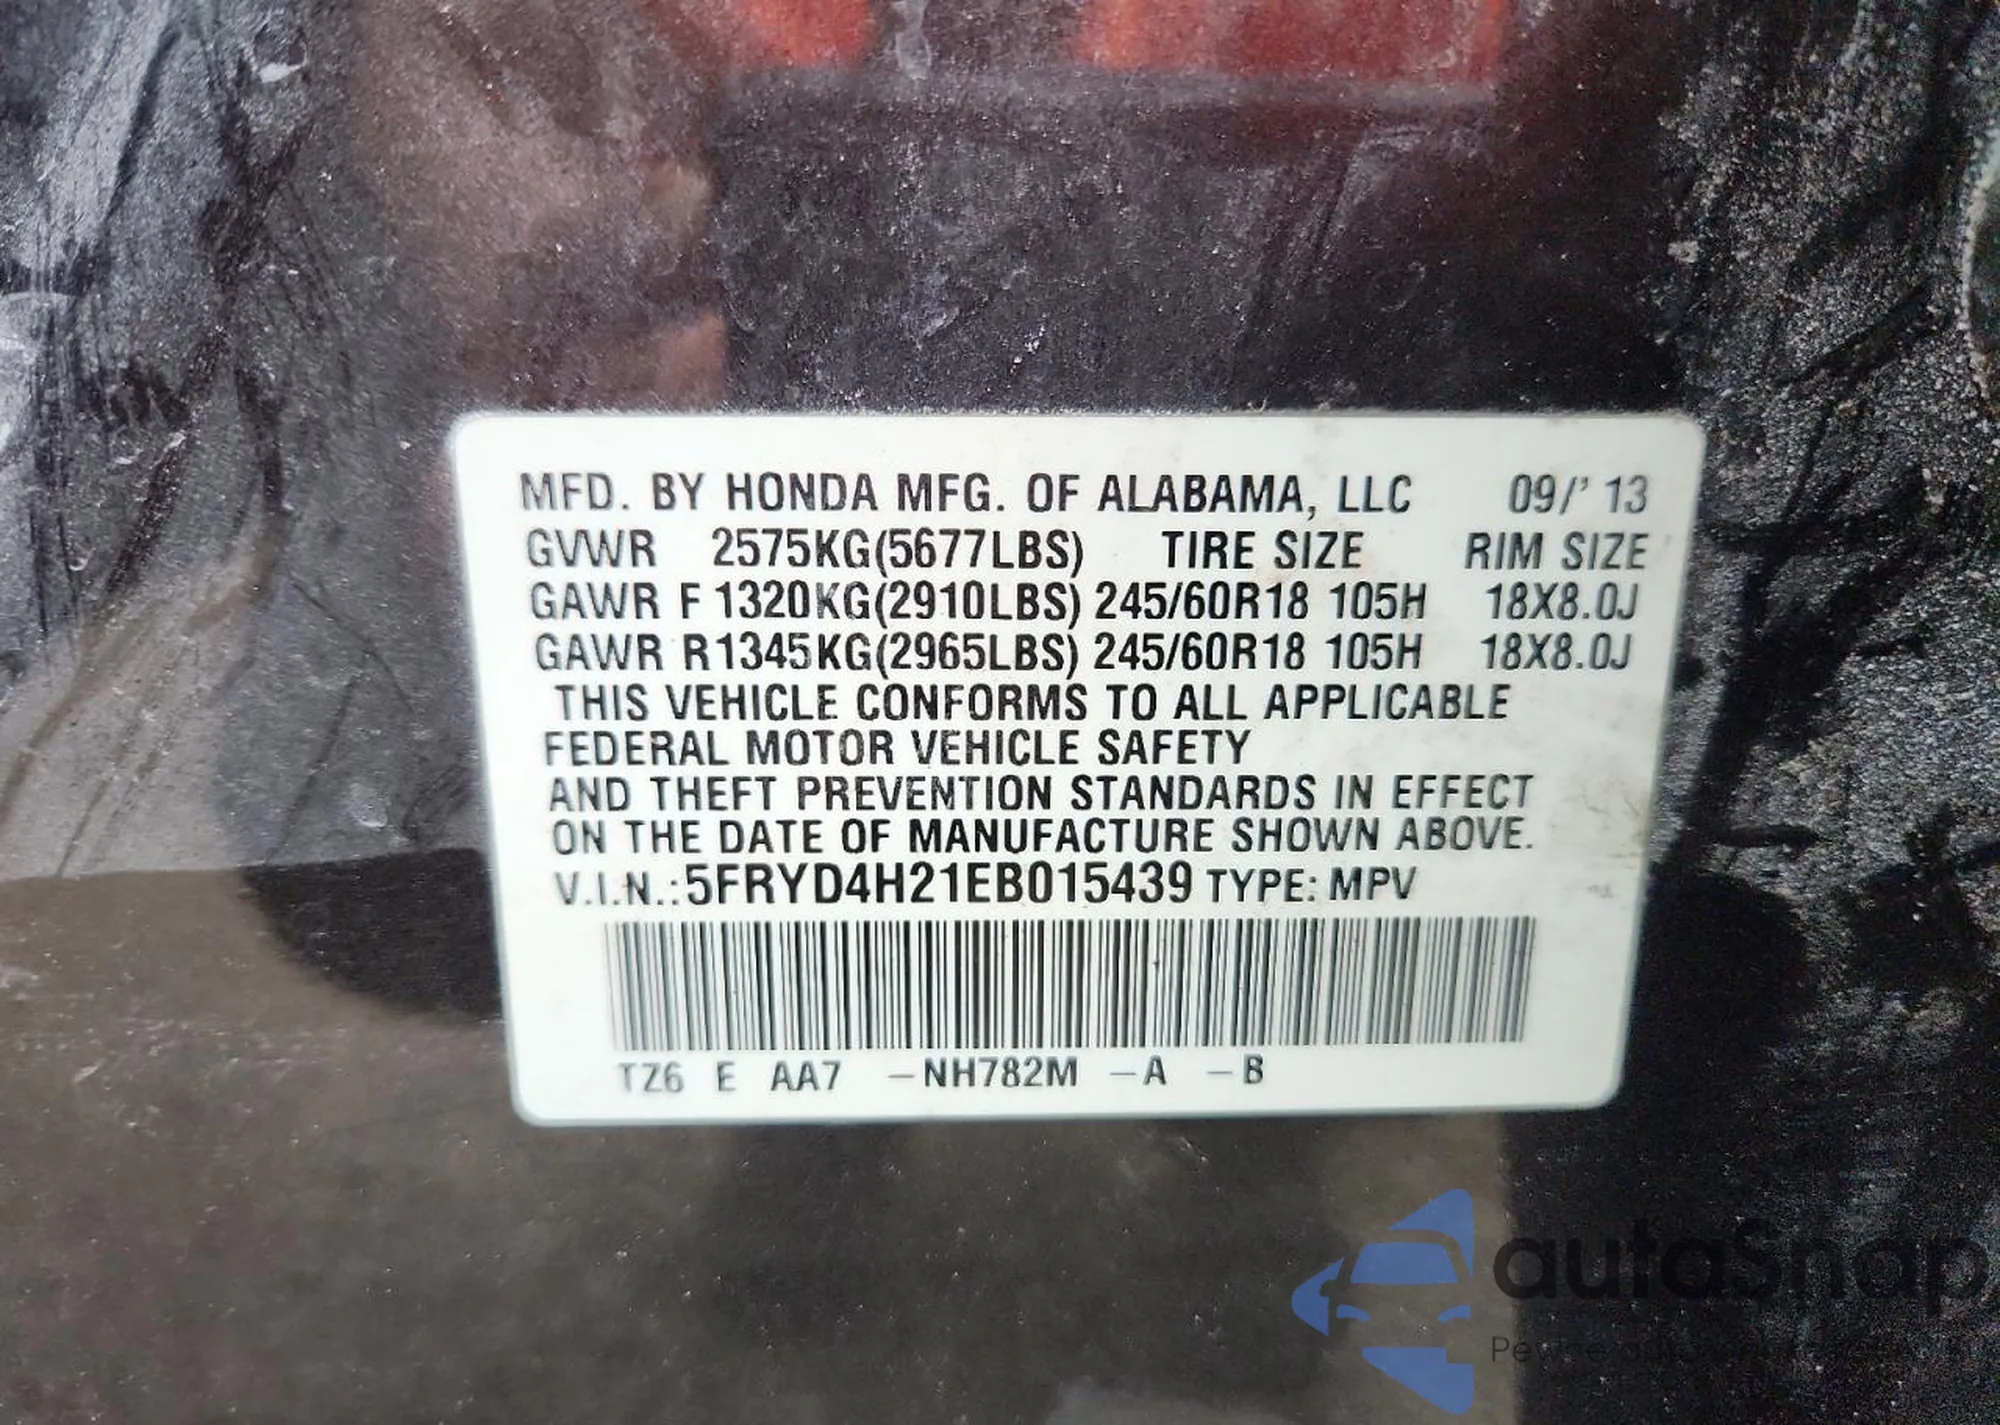 MFD. BY HONDA MFG. OF ALABAMA, LLC 09/' 13
GVWR 2575KG(5677LBS) TIRE SIZE RIM SIZE
GAWR F 1320KG(2910LBS) 245/60R18 105H 18X8.0J
GAWR R1345KG(2965LBS) 245/60R18 105H 18X8.0J
THIS VEHICLE CONFORMS TO ALL APPLICABLE
FEDERAL MOTOR VEHICLE SAFETY
AND THEFT PREVENTION STANDARDS IN EFFECT
ON THE DATE OF MANUFACTURE SHOWN ABOVE.
V.I.N.:5FRYD4H21EB015439 TYPE: MPV
TZ6 E AA7 –NH782M –A –B
autaSnap